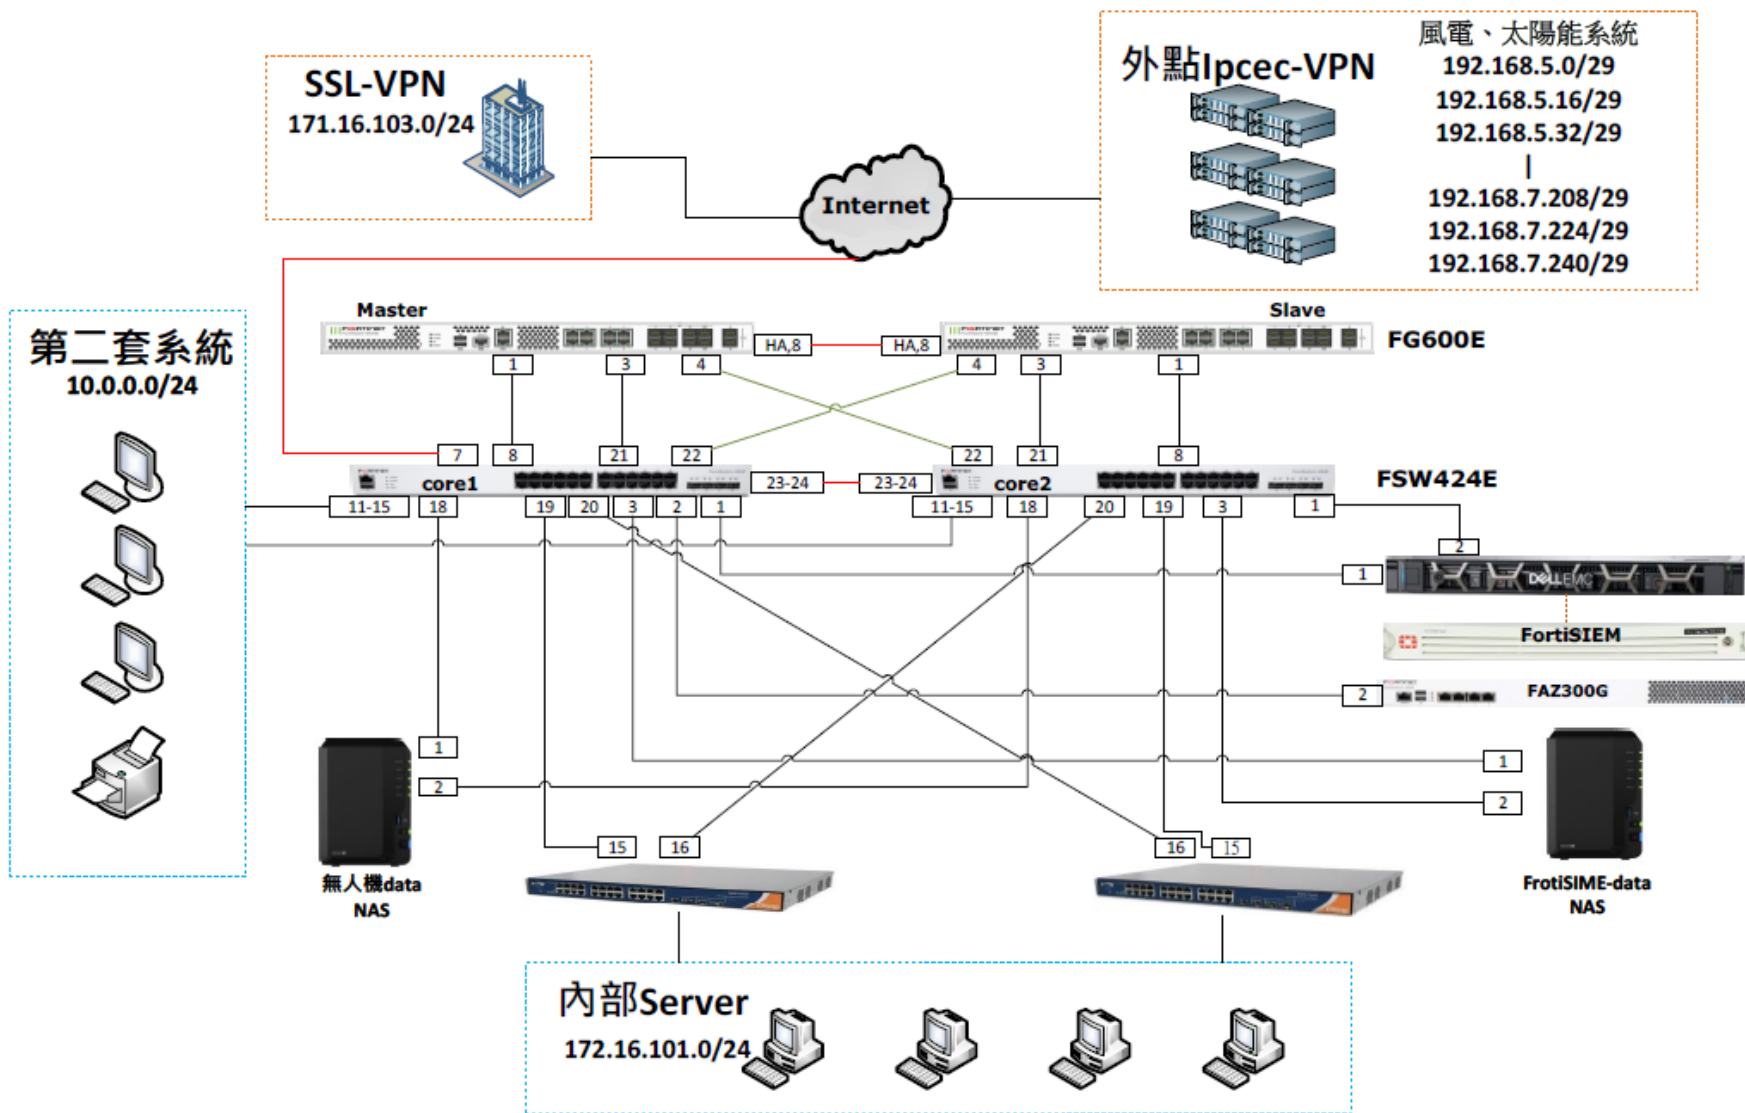 SSL-VPN
171.16.103.0/24
外點Ipcec-VPN
風電、太陽能系統
192.168.5.0/29
192.168.5.16/29
192.168.5.32/29
|
192.168.7.208/29
192.168.7.224/29
192.168.7.240/29
Internet
第二套系統
10.0.0.0/24
Master
Slave
FG600E
HA,8
HA,8
1
3
4
4
3
1
7
8
21
22
22
21
8
core1
23-24
23-24
core2
FSW424E
11-15
18
19
20
3
2
1
11-15
18
20
19
3
1
2
1
DELLEMC
FortiSIEM
2
FAZ300G
1
2
1
2
無人機data
NAS
15
16
16
15
FrotiSIME-data
NAS
內部Server
172.16.101.0/24